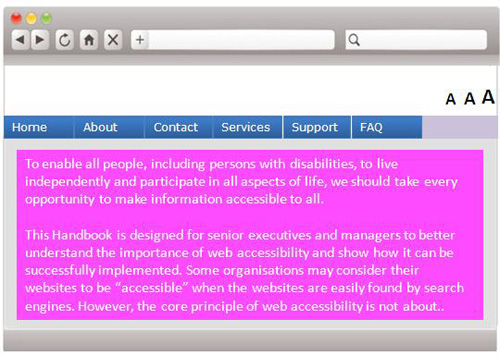 A A A
Home About Contact Services Support FAQ
To enable all people, including persons with disabilities, to live
independently and participate in all aspects of life, we should take every
opportunity to make information accessible to all.
This Handbook is designed for senior executives and managers to better
understand the importance of web accessibility and show how it can be
successfully implemented. Some organisations may consider their
websites to be “accessible” when the websites are easily found by search
engines. However, the core principle of web accessibility is not about..